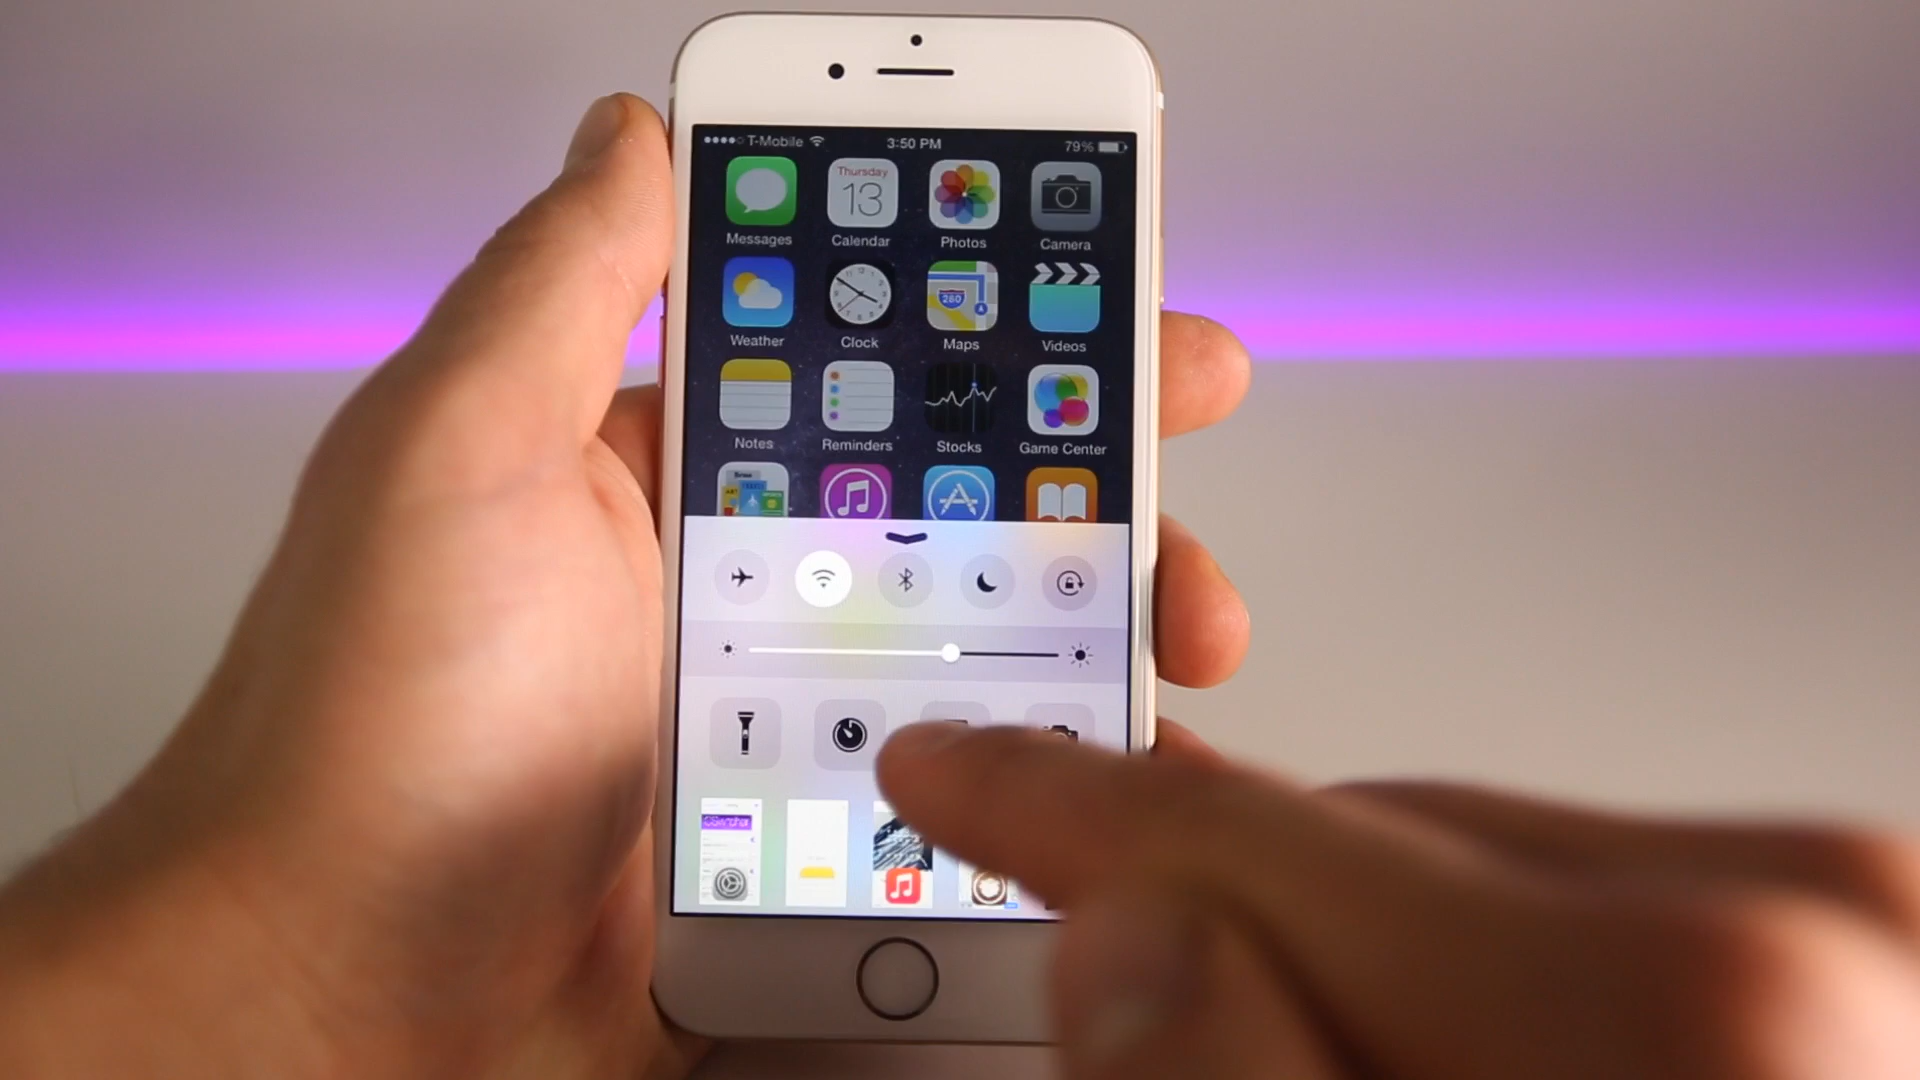 T-Mobile 3:50 PM 79%
Thursday
13
Messages Calendar Photos Camera
280
Weather Clock Maps Videos
Notes Reminders Stocks Game Center